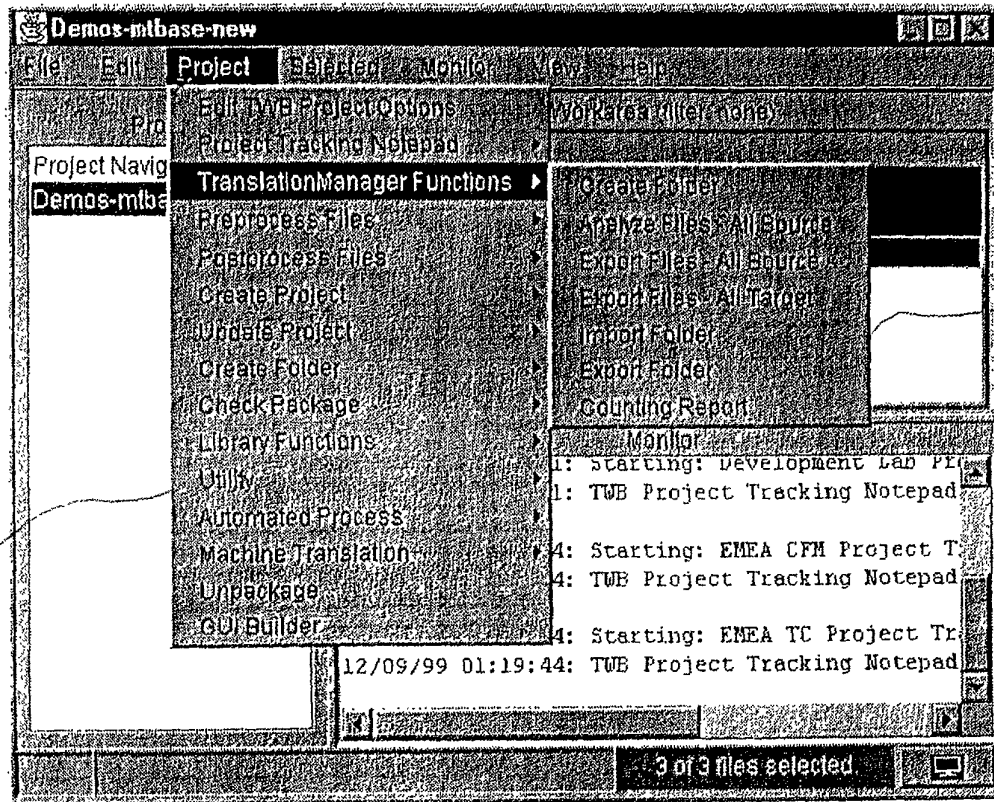 Demos-mtbase-new
File Edit Project Selected Monitor View Help
Pro
Workarea (filter: none)
Project Navig
Demos-mtba
Edit TWB Project Options
Project Tracking Notepad
TranslationManager Functions
Preprocess Files
Postprocess Files
Create Project
Update Project
Create Folder
Check Package
Library Functions
Utility
Automated Process
Machine Translation
Unpackage
GUI Builder
Create Folder
Analyze Files - All Source
Export Files - All Source
Export Files - All Target
Import Folder
Export Folder
Counting Report
Monitor
1: Starting: Development Lab Pro
1: TWB Project Tracking Notepad
4: Starting: EMEA CFM Project T
4: TWB Project Tracking Notepad
4: Starting: EMEA TC Project Tr
12/09/99 01:19:44: TWB Project Tracking Notepad
3 of 3 files selected.